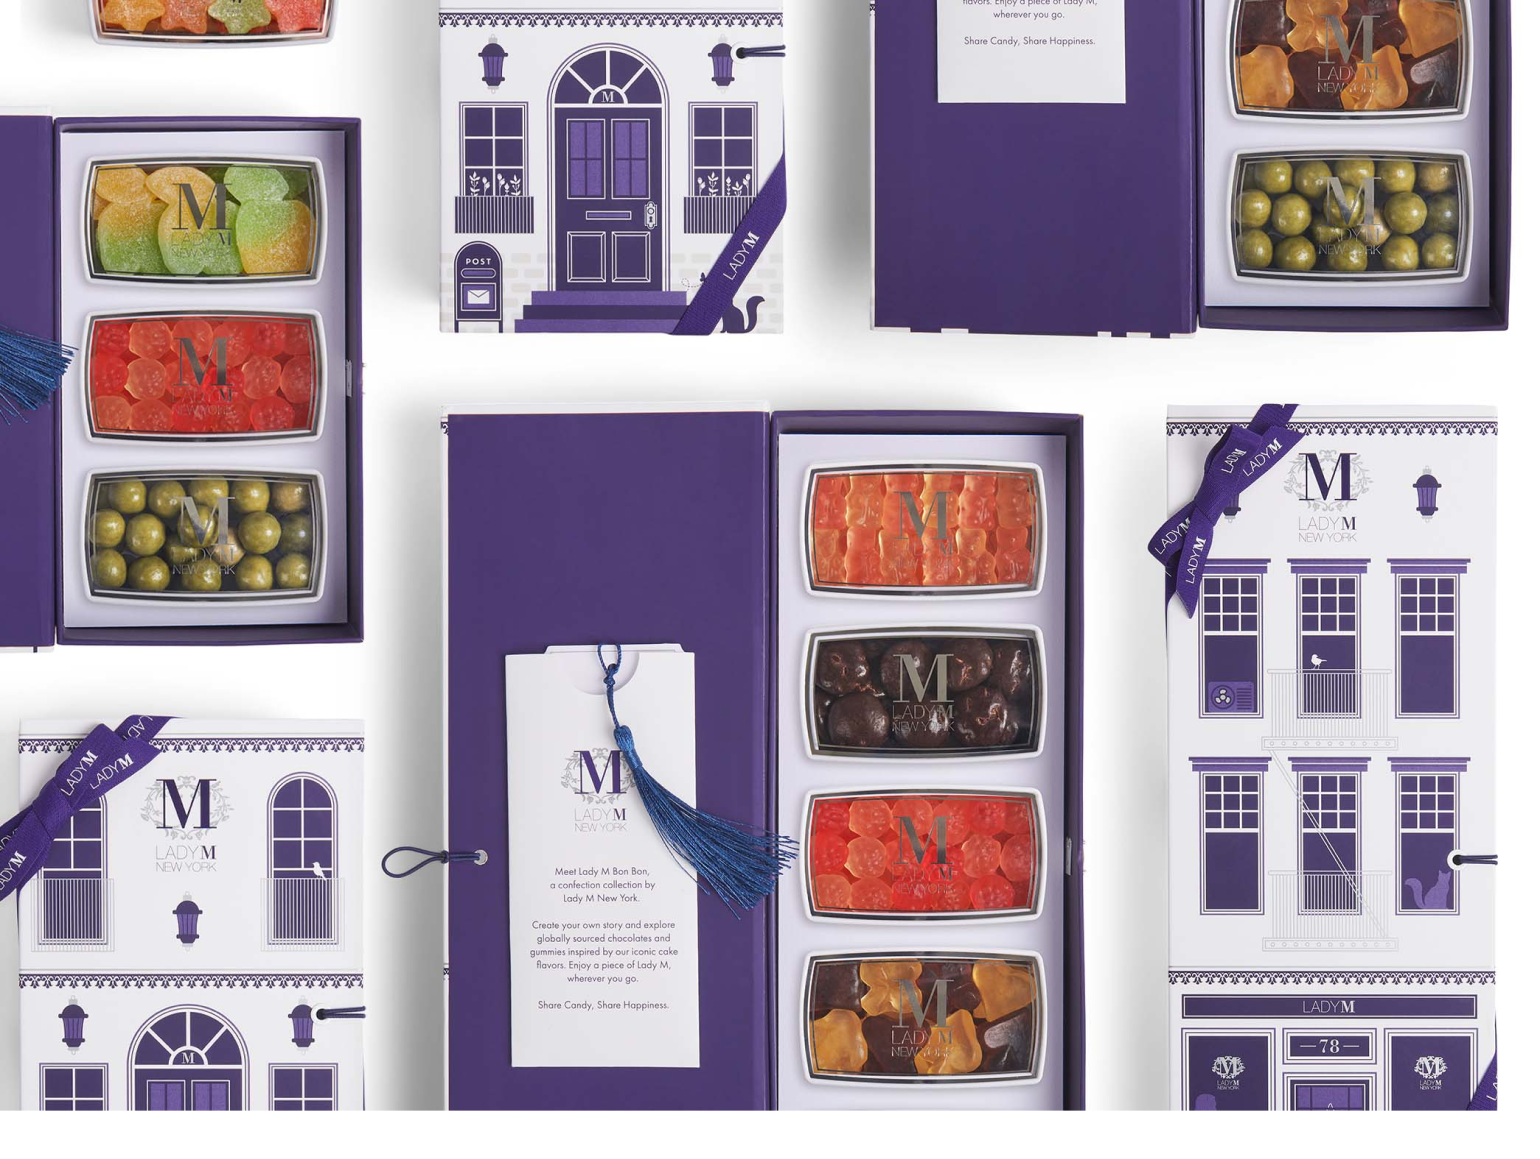 flavors. Enjoy a piece of Lady M,
wherever you go.
Share Candy, Share Happiness.
M
LADY M
NEW YORK
M
LADY M
NEW YORK
M
LADY M
NEW YORK
M
LADY M
NEW YORK
M
LADY M
NEW YORK
M
POST
LADY M
M
LADY M
NEW YORK
Meet Lady M Bon Bon,
a confection collection by
Lady M New York.
Create your own story and explore
globally sourced chocolates and
gummies inspired by our iconic cake
flavors. Enjoy a piece of Lady M,
wherever you go.
Share Candy, Share Happiness.
M
LADY M
NEW YORK
M
LADY M
NEW YORK
M
LADY M
NEW YORK
M
LADY M
NEW YORK
LADY M
LADY M
LADY M
LADY M
M
LADY M
NEW YORK
LADY M
78
M
LADY M
NEW YORK
M
LADY M
NEW YORK
LADY M
LADY M
LADY M
M
LADY M
NEW YORK
M